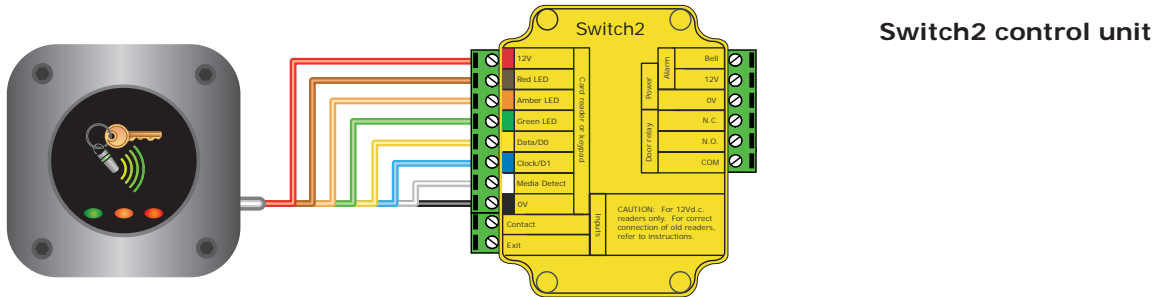 Switch2 control unit
Switch2
12V
Red LED
Amber LED
Green LED
Data/D0
Clock/D1
Media Detect
0V
Contact
Exit
Card reader or keypad
Inputs
CAUTION: For 12Vd.c.
readers only. For correct
connection of old readers,
refer to instructions.
Alarm
Power
Door relay
Bell
12V
0V
N.C.
N.O.
COM